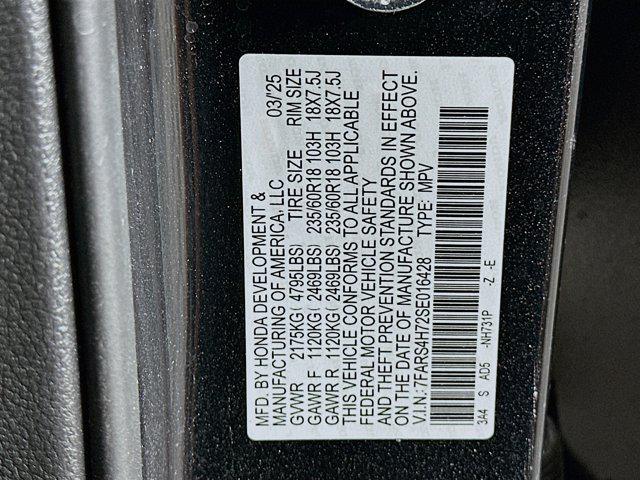 MFD. BY HONDA DEVELOPMENT &
MANUFACTURING OF AMERICA, LLC 03/'25
GVWR 2175KG ( 4795LBS) TIRE SIZE RIM SIZE
GAWR F 1120KG ( 2469LBS) 235/60R18 103H 18X7.5J
GAWR R 1120KG ( 2469LBS) 235/60R18 103H 18X7.5J
THIS VEHICLE CONFORMS TO ALL APPLICABLE
FEDERAL MOTOR VEHICLE SAFETY
AND THEFT PREVENTION STANDARDS IN EFFECT
ON THE DATE OF MANUFACTURE SHOWN ABOVE.
V.I.N.: 7FARS4H72SE016428 TYPE: MPV
3A4 S AD5 -NH731P -Z -E